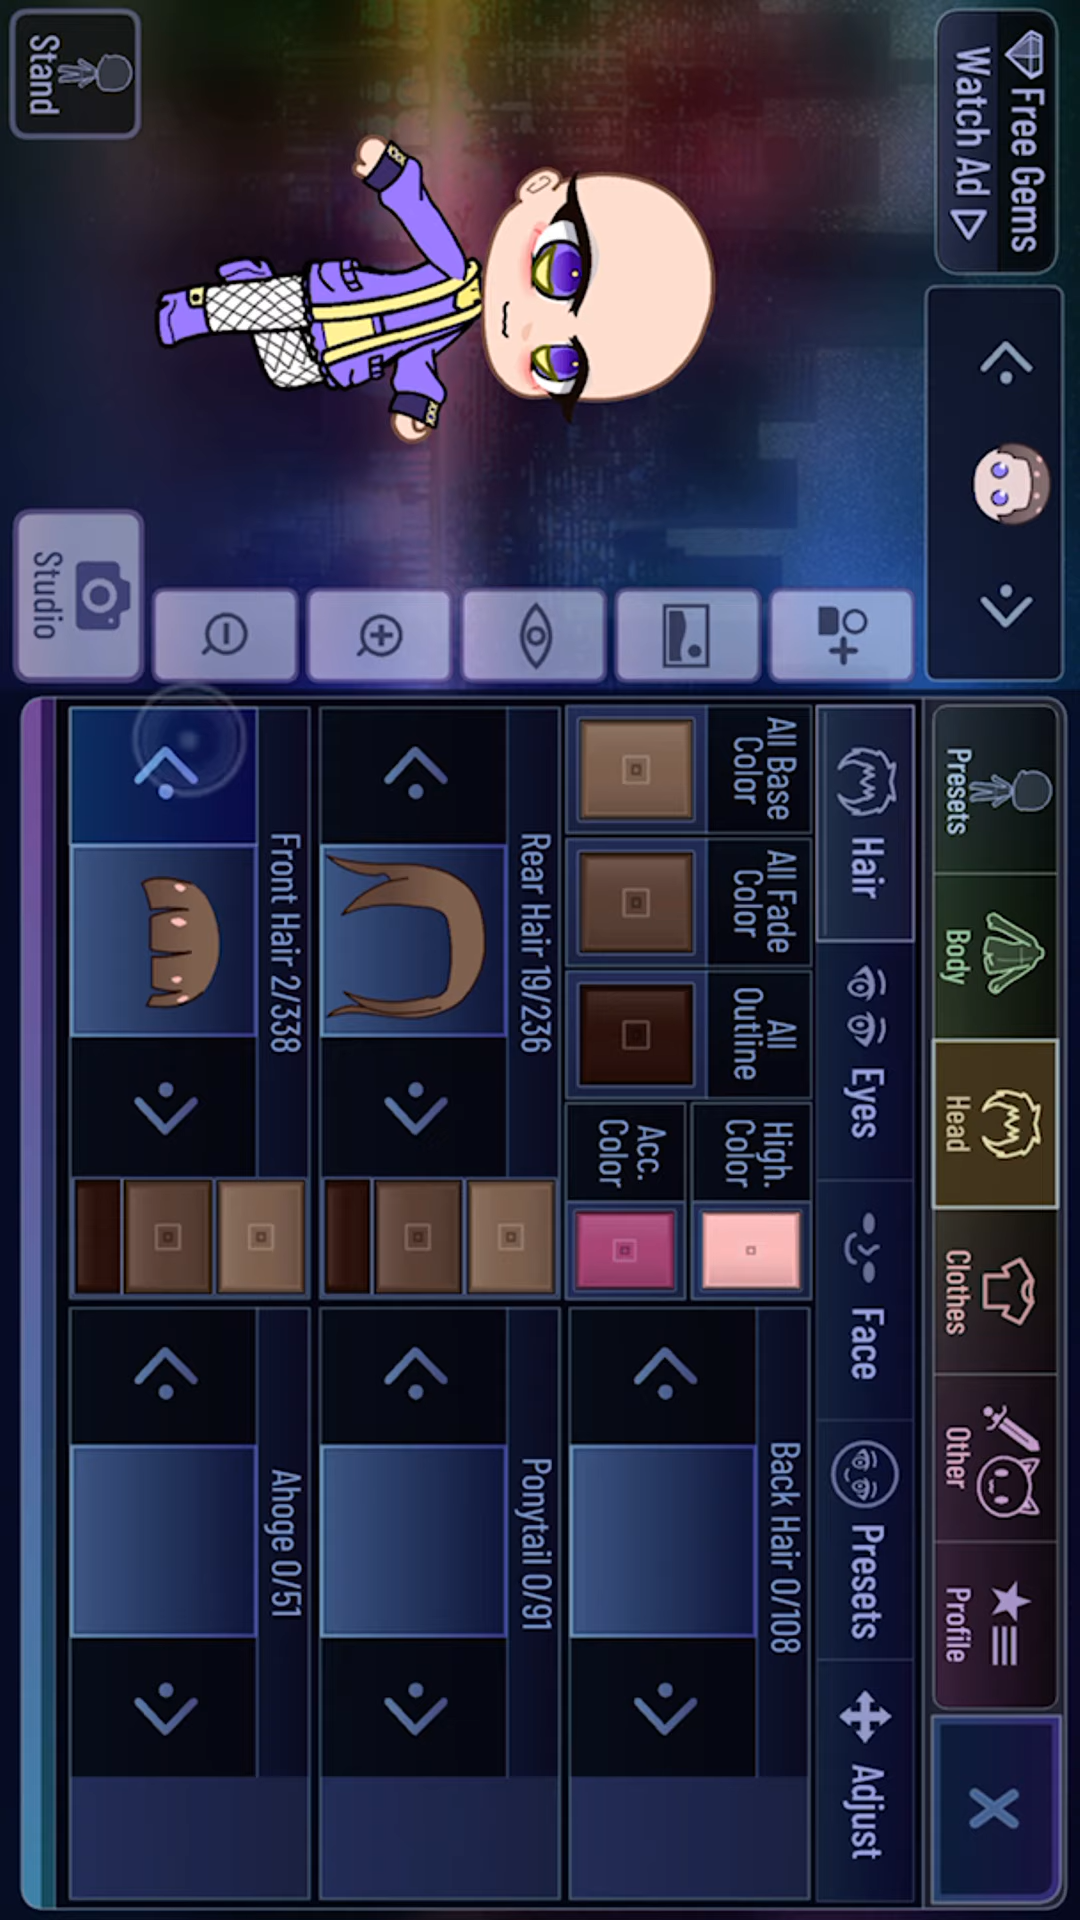 Free Gems
Watch Ad
Stand
Studio
Presets
Body
Head
Clothes
Other
Profile
X
Hair
Eyes
Face
Presets
Adjust
All Base
Color
All Fade
Color
All
Outline
High.
Color
Acc.
Color
Back Hair 0/108
Rear Hair 19/236
Ponytail 0/91
Front Hair 2/338
Ahoge 0/51